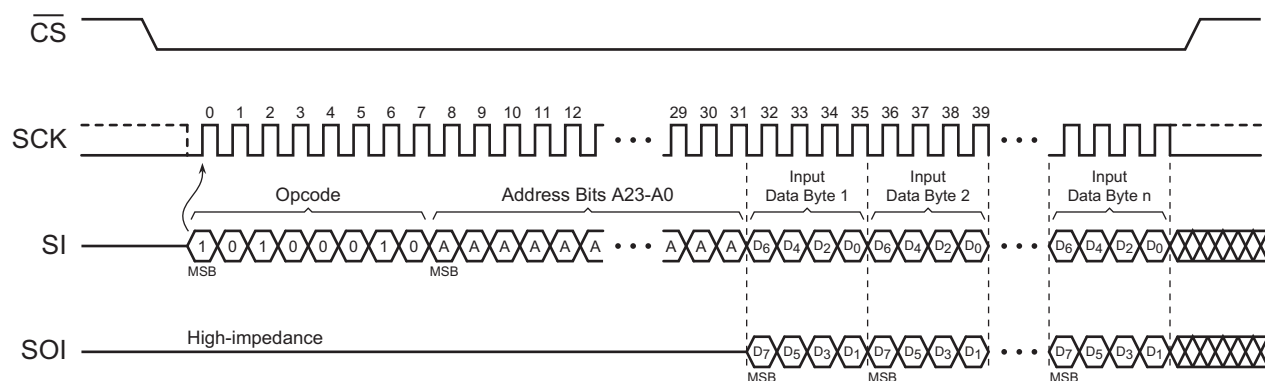 CS
SCK
0 1 2 3 4 5 6 7 8 9 10 11 12 29 30 31 32 33 34 35 36 37 38 39
Opcode
Address Bits A23-A0
Input
Data Byte 1
Input
Data Byte 2
Input
Data Byte n
SI
1 0 1 0 0 0 1 0 A A A A A A A A A D6 D4 D2 D0 D6 D4 D2 D0 D6 D4 D2 D0
MSB MSB
High-impedance
SOI
D7 D5 D3 D1 D7 D5 D3 D1 D7 D5 D3 D1
MSB MSB MSB